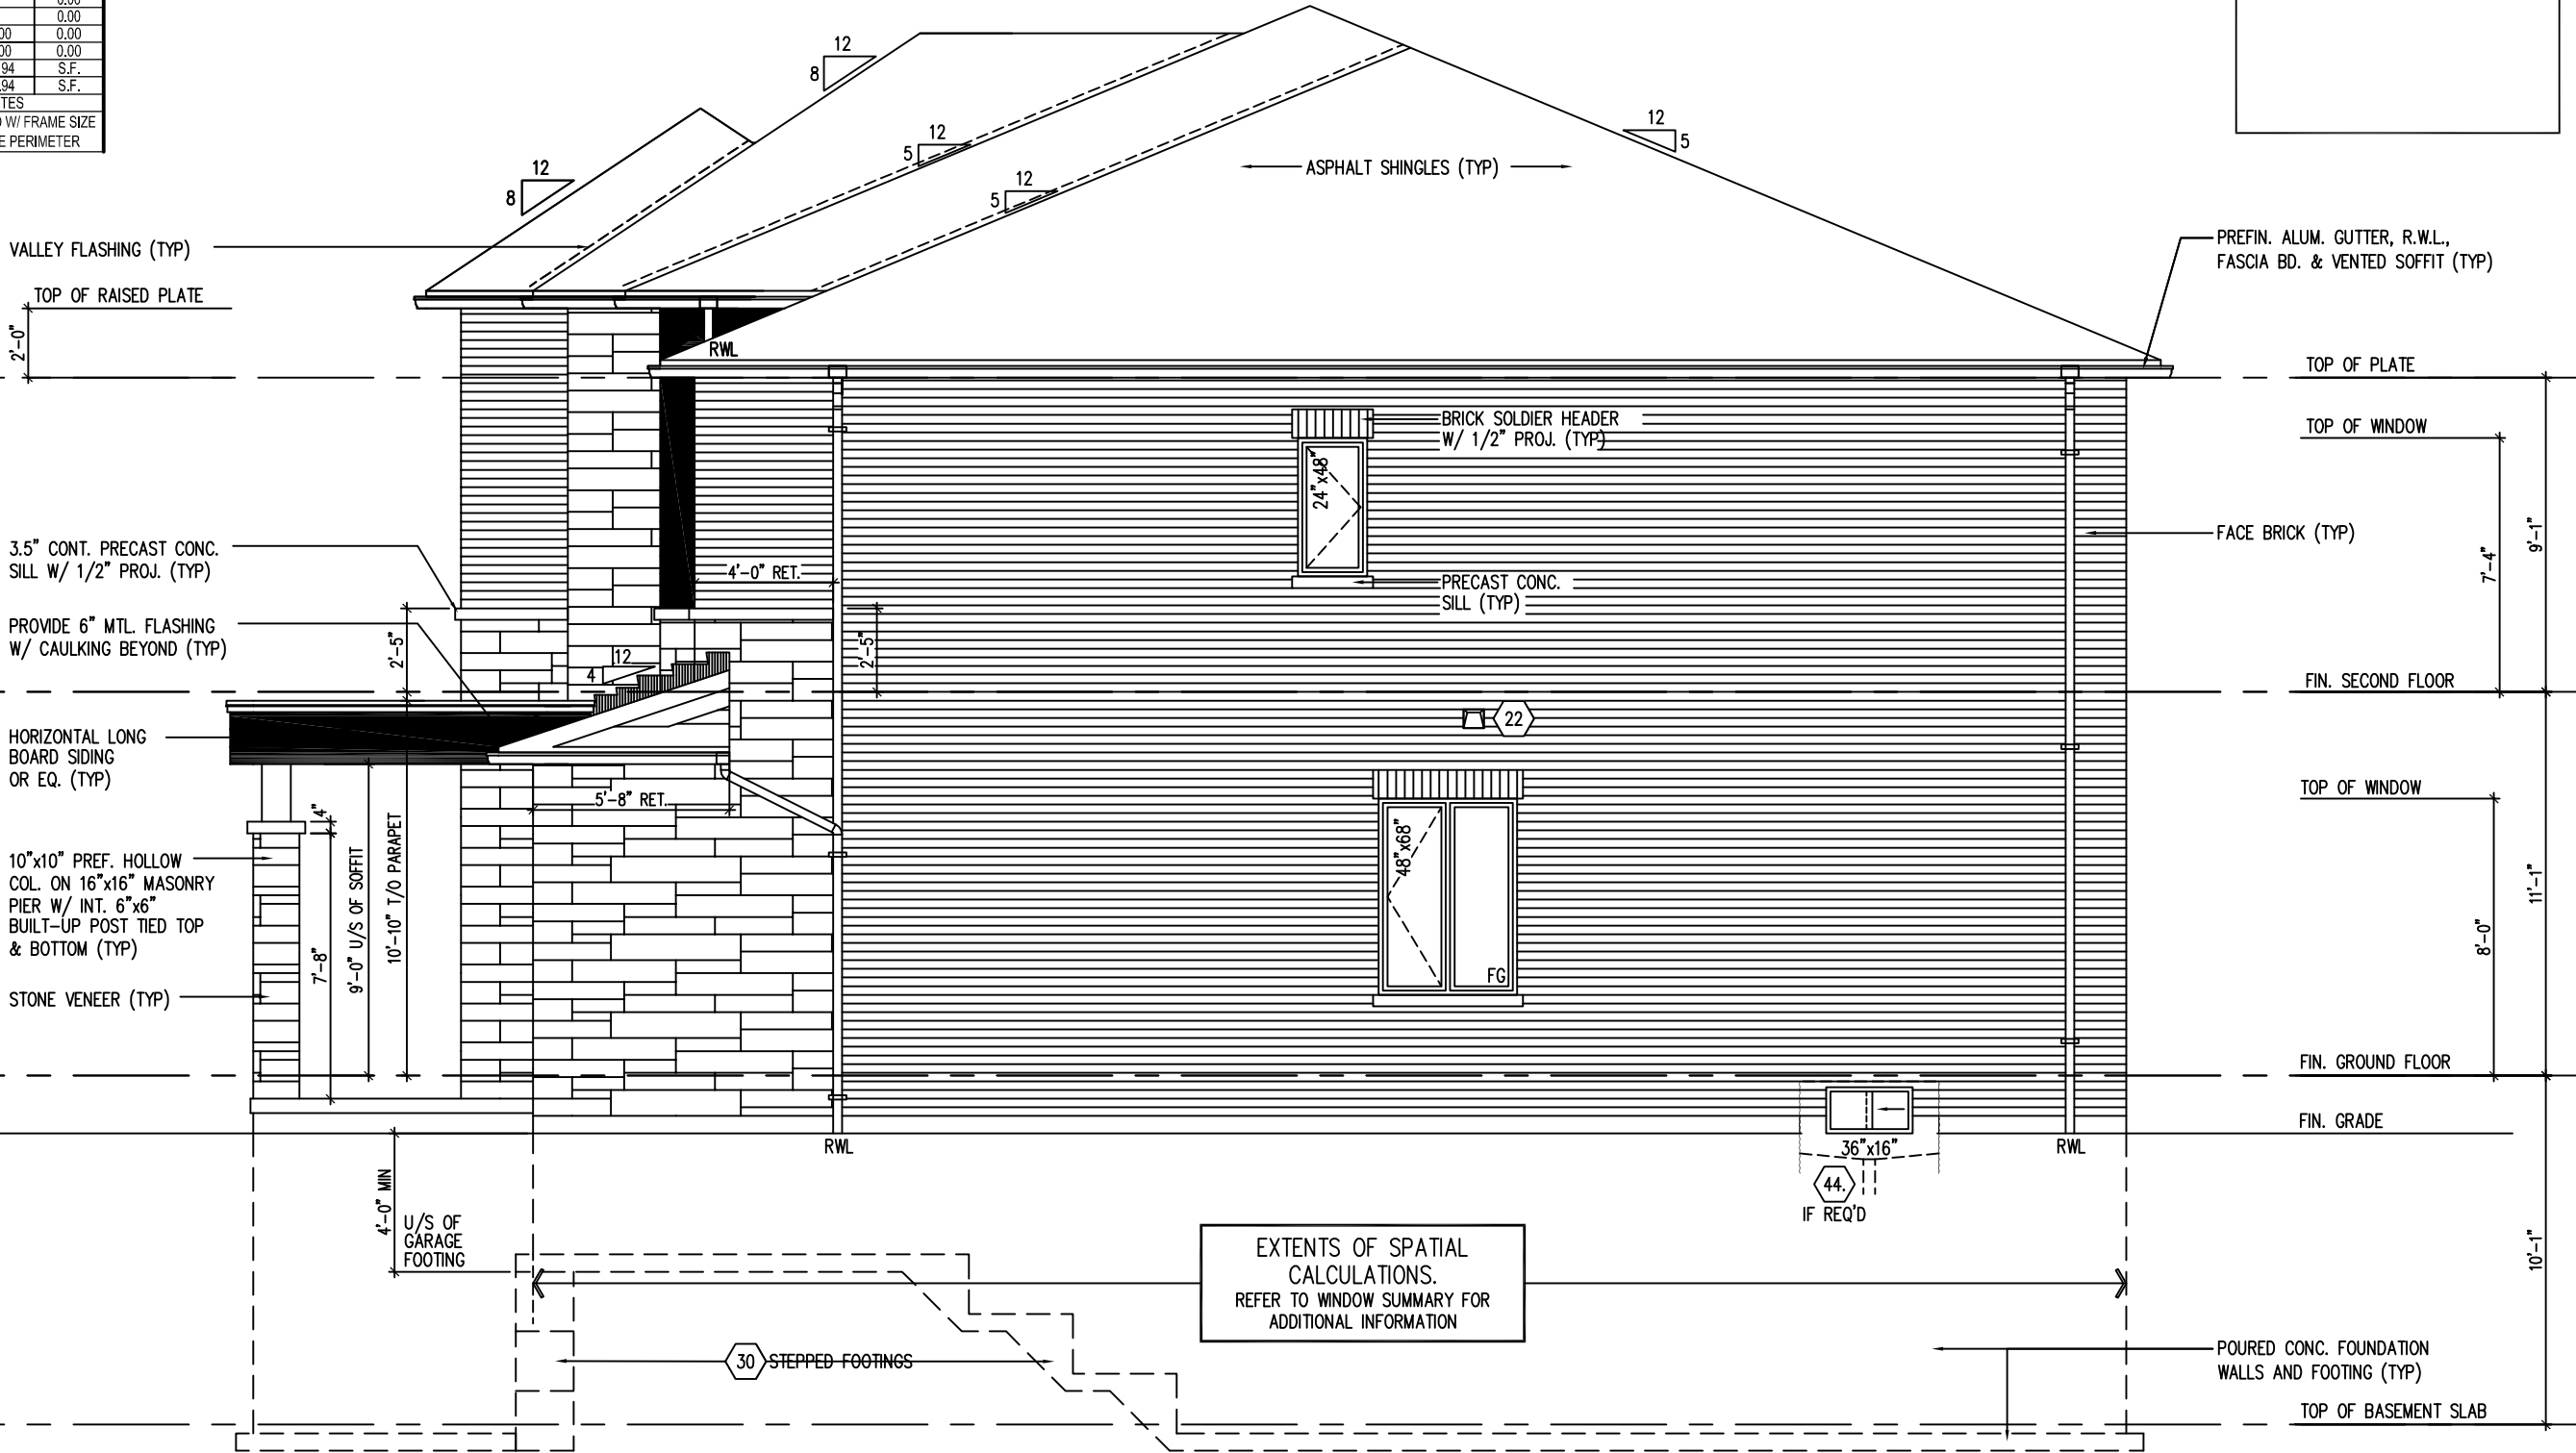 0.00
0.00
00 0.00
00 0.00
94 S.F.
.94 S.F.
TES
W/ FRAME SIZE
E PERIMETER
12
8
12
8
12
5
12
5
12
5
ASPHALT SHINGLES (TYP)
VALLEY FLASHING (TYP)
TOP OF RAISED PLATE
2'-0"
RWL
3.5" CONT. PRECAST CONC.
SILL W/ 1/2" PROJ. (TYP)
PROVIDE 6" MTL. FLASHING
W/ CAULKING BEYOND (TYP)
HORIZONTAL LONG
BOARD SIDING
OR EQ. (TYP)
10"x10" PREF. HOLLOW
COL. ON 16"x16" MASONRY
PIER W/ INT. 6"x6"
BUILT-UP POST TIED TOP
& BOTTOM (TYP)
STONE VENEER (TYP)
2'-5"
12
4
4'-0" RET.
2'-5"
5'-8" RET.
4"
7'-8"
9'-0" U/S OF SOFFIT
10'-10" T/O PARAPET
BRICK SOLDIER HEADER
W/ 1/2" PROJ. (TYP)
24"x48"
PRECAST CONC.
SILL (TYP)
22
48"x68"
FG
PREFIN. ALUM. GUTTER, R.W.L.,
FASCIA BD. & VENTED SOFFIT (TYP)
TOP OF PLATE
TOP OF WINDOW
FACE BRICK (TYP)
7'-4"
9'-1"
FIN. SECOND FLOOR
TOP OF WINDOW
8'-0"
11'-1"
FIN. GROUND FLOOR
FIN. GRADE
RWL
36"x16"
RWL
44.
IF REQ'D
4'-0" MIN
U/S OF
GARAGE
FOOTING
EXTENTS OF SPATIAL
CALCULATIONS.
REFER TO WINDOW SUMMARY FOR
ADDITIONAL INFORMATION
10'-1"
30 STEPPED FOOTINGS
POURED CONC. FOUNDATION
WALLS AND FOOTING (TYP)
TOP OF BASEMENT SLAB